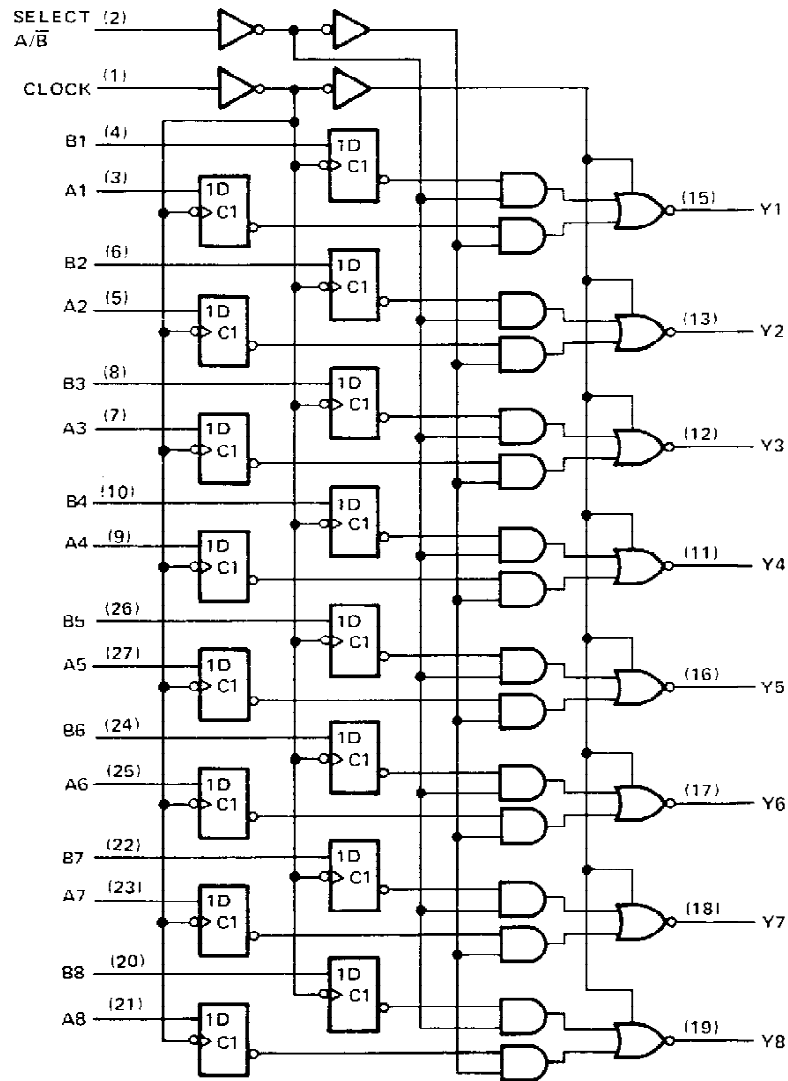 SELECT (2)
A/B̅
CLOCK (1)
B1 (4) 1D
C1
A1 (3) 1D
C1
(15) Y1
B2 (6) 1D
C1
A2 (5) 1D
C1
(13) Y2
B3 (8) 1D
C1
A3 (7) 1D
C1
(12) Y3
B4 (10) 1D
C1
A4 (9) 1D
C1
(11) Y4
B5 (26) 1D
C1
A5 (27) 1D
C1
(16) Y5
B6 (24) 1D
C1
A6 (25) 1D
C1
(17) Y6
B7 (22) 1D
C1
A7 (23) 1D
C1
(18) Y7
B8 (20) 1D
C1
A8 (21) 1D
C1
(19) Y8